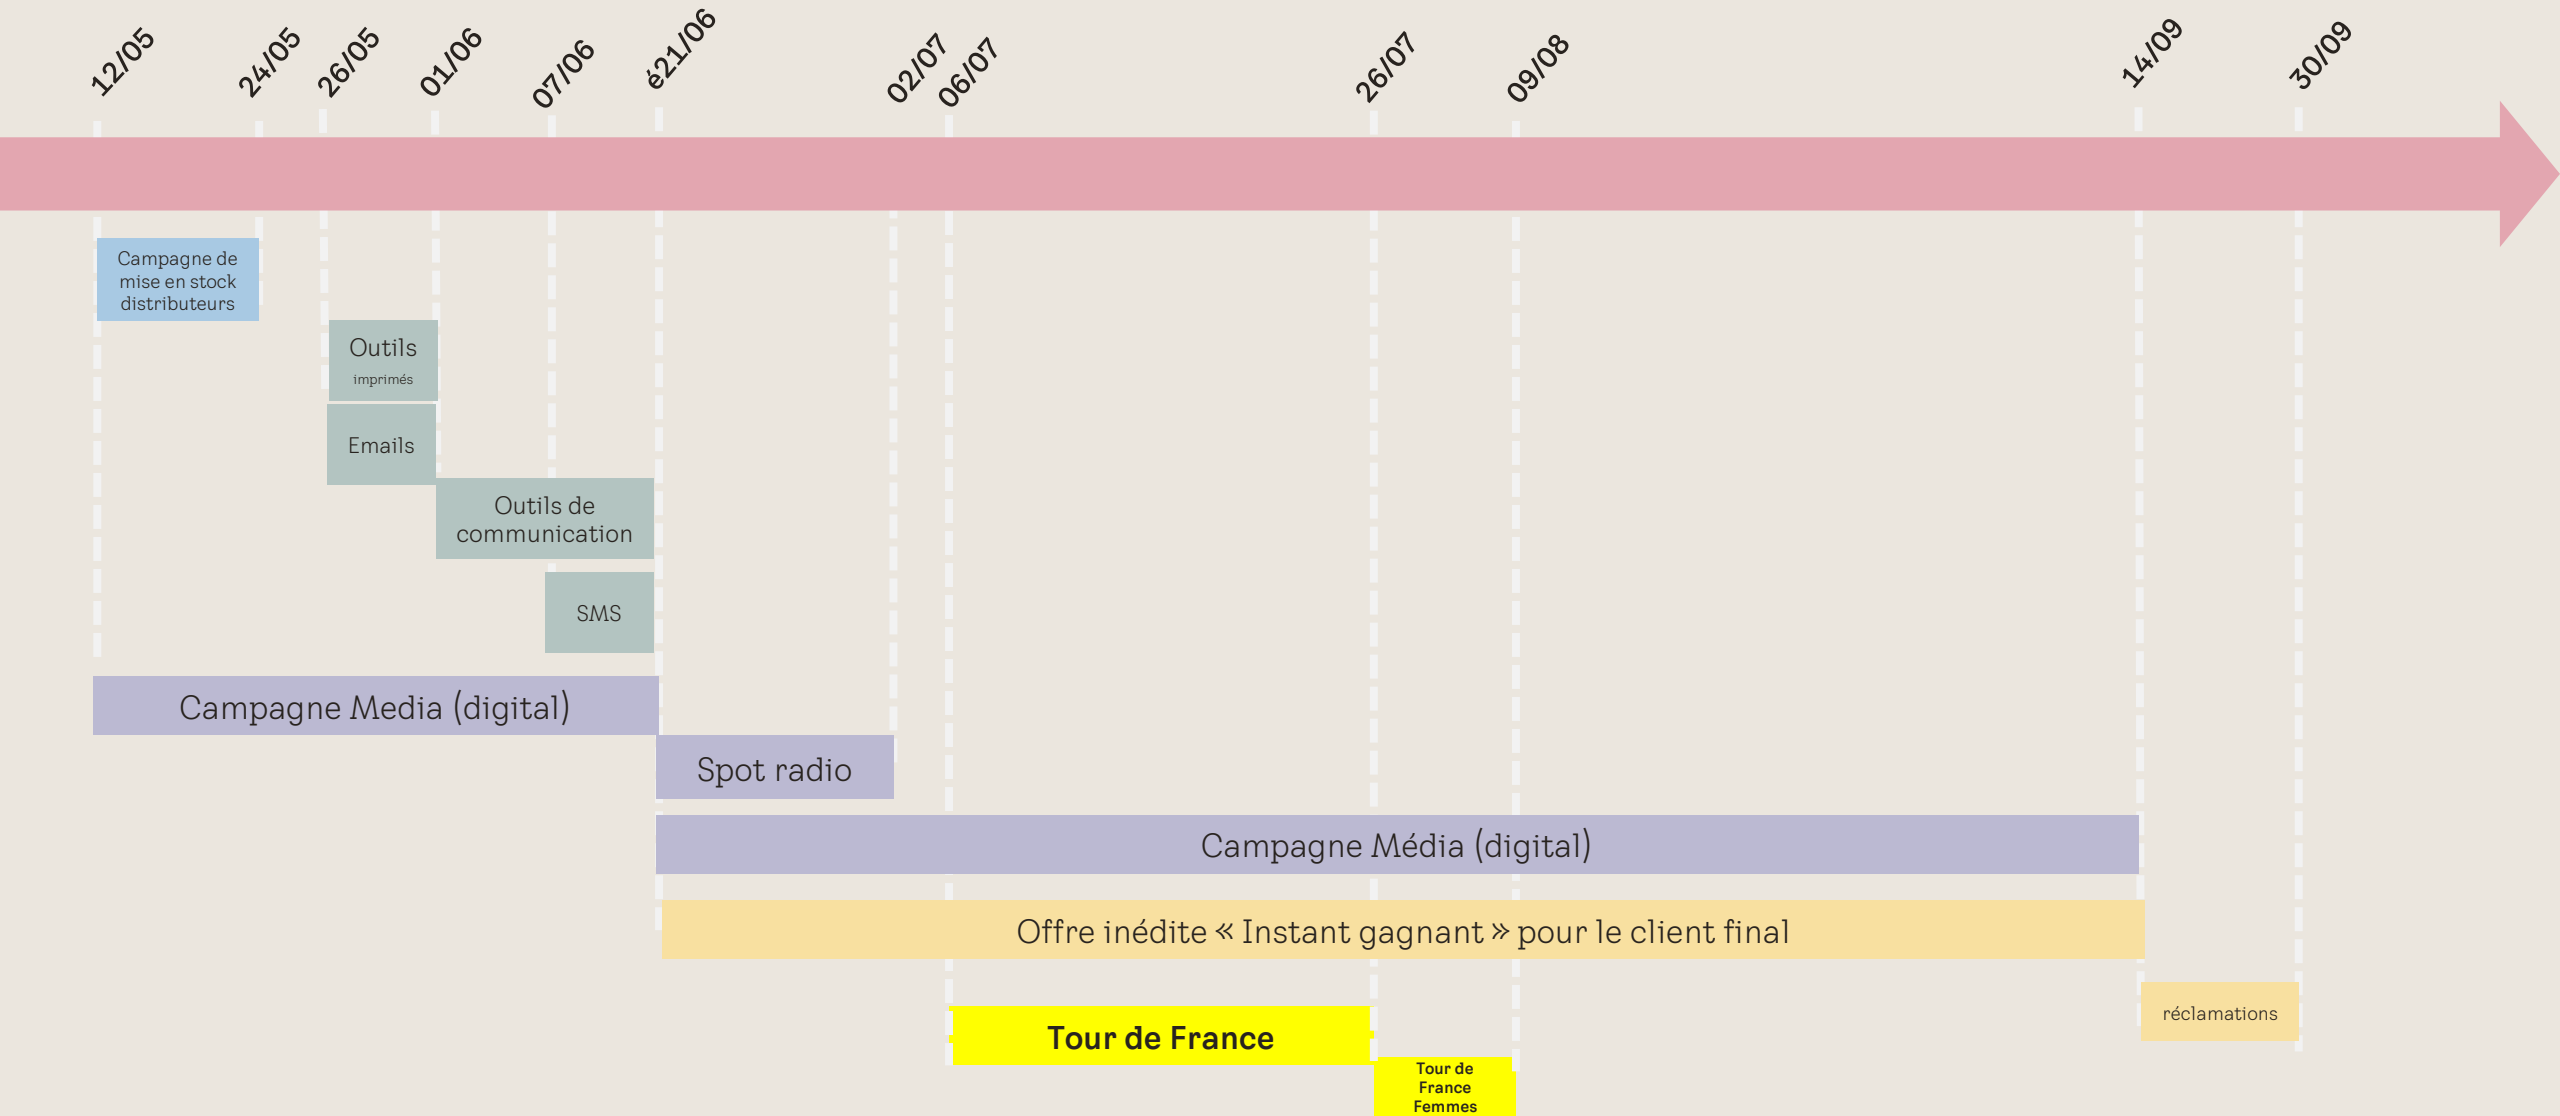 12/05
24/05
26/05
01/06
07/06
é21/06
02/07
06/07
26/07
09/08
14/09
30/09
Campagne de
mise en stock
distributeurs
Outils
imprimés
Emails
Outils de
communication
SMS
Campagne Media (digital)
Spot radio
Campagne Média (digital)
Offre inédite « Instant gagnant » pour le client final
réclamations
Tour de France
Tour de
France
Femmes